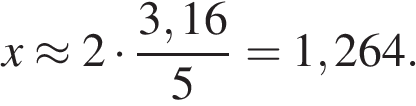 x ≈ 2 · 3,16/5 = 1,264.